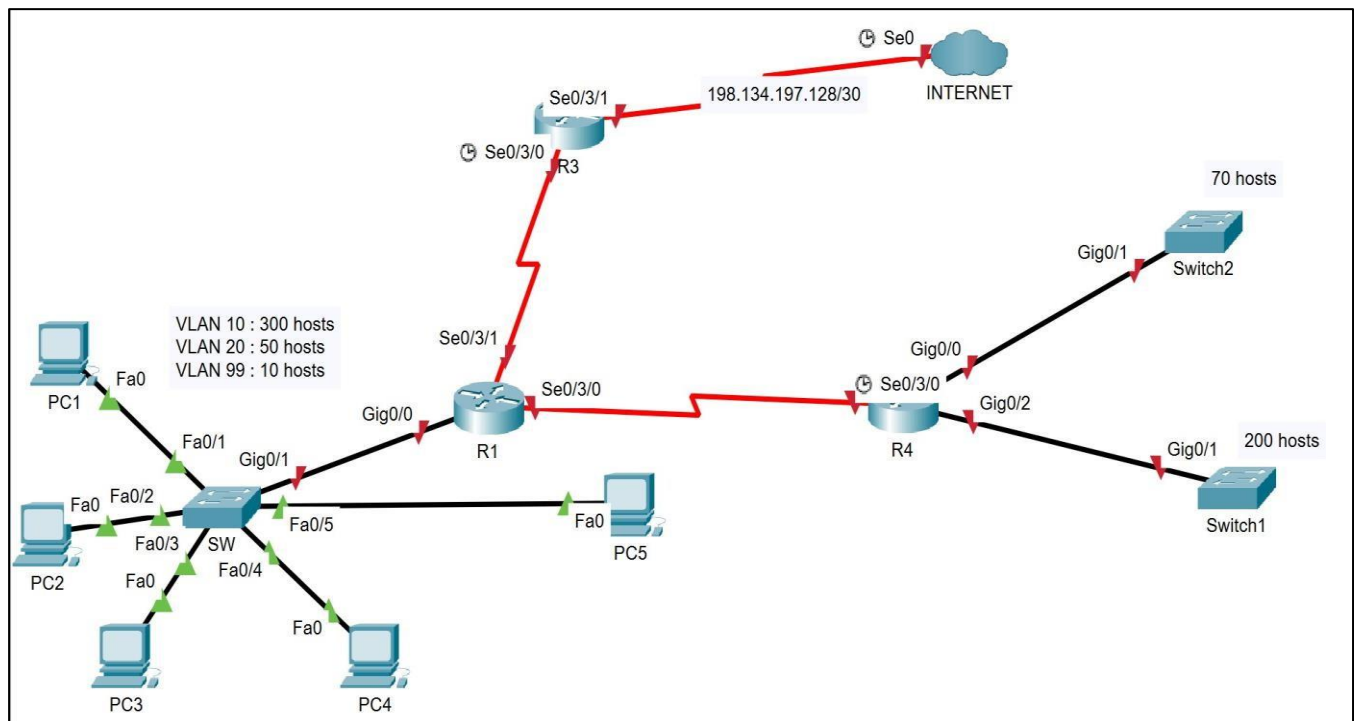 Se0
INTERNET
198.134.197.128/30
Se0/3/1
Se0/3/0
R3
70 hosts
Gig0/1
Switch2
VLAN 10 : 300 hosts
VLAN 20 : 50 hosts
VLAN 99 : 10 hosts
Se0/3/1
Se0/3/0
Gig0/0
R1
Gig0/0
Se0/3/0
Gig0/2
R4
200 hosts
Gig0/1
Switch1
PC1
Fa0
Fa0/1
Gig0/1
Fa0
Fa0/2
Fa0/3
SW
Fa0/5
Fa0
PC5
PC2
Fa0/4
Fa0
Fa0
PC3
PC4